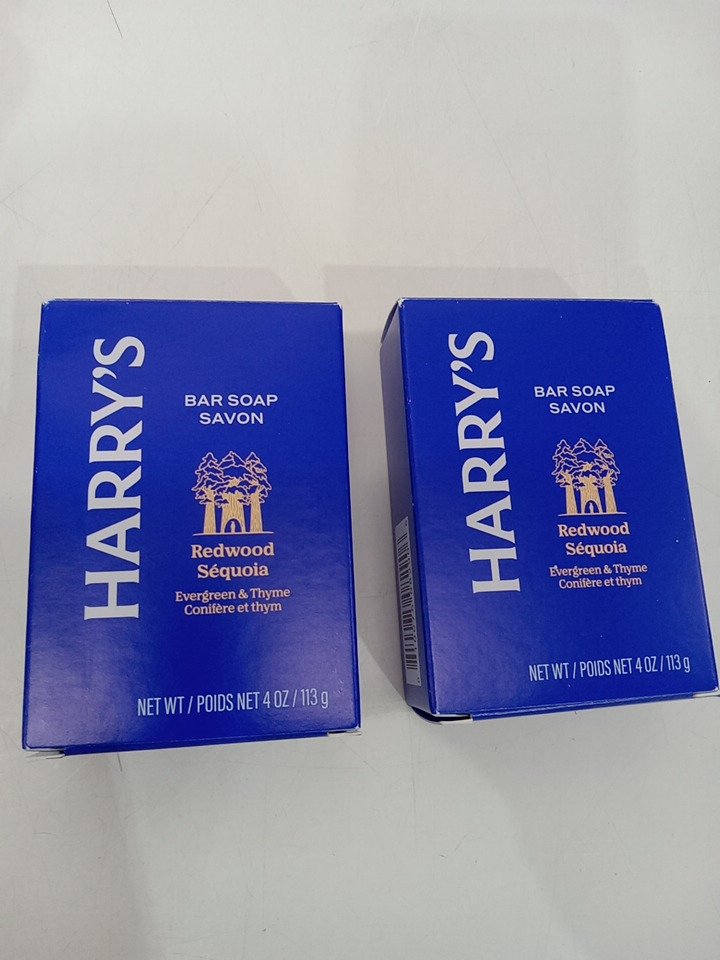 HARRY'S
BAR SOAP
SAVON
Redwood
Séquoia
Evergreen & Thyme
Conifère et thym
NET WT / POIDS NET 4 OZ / 113 g
HARRY'S
BAR SOAP
SAVON
Redwood
Séquoia
Evergreen & Thyme
Conifère et thym
NET WT / POIDS NET 4 OZ / 113 g